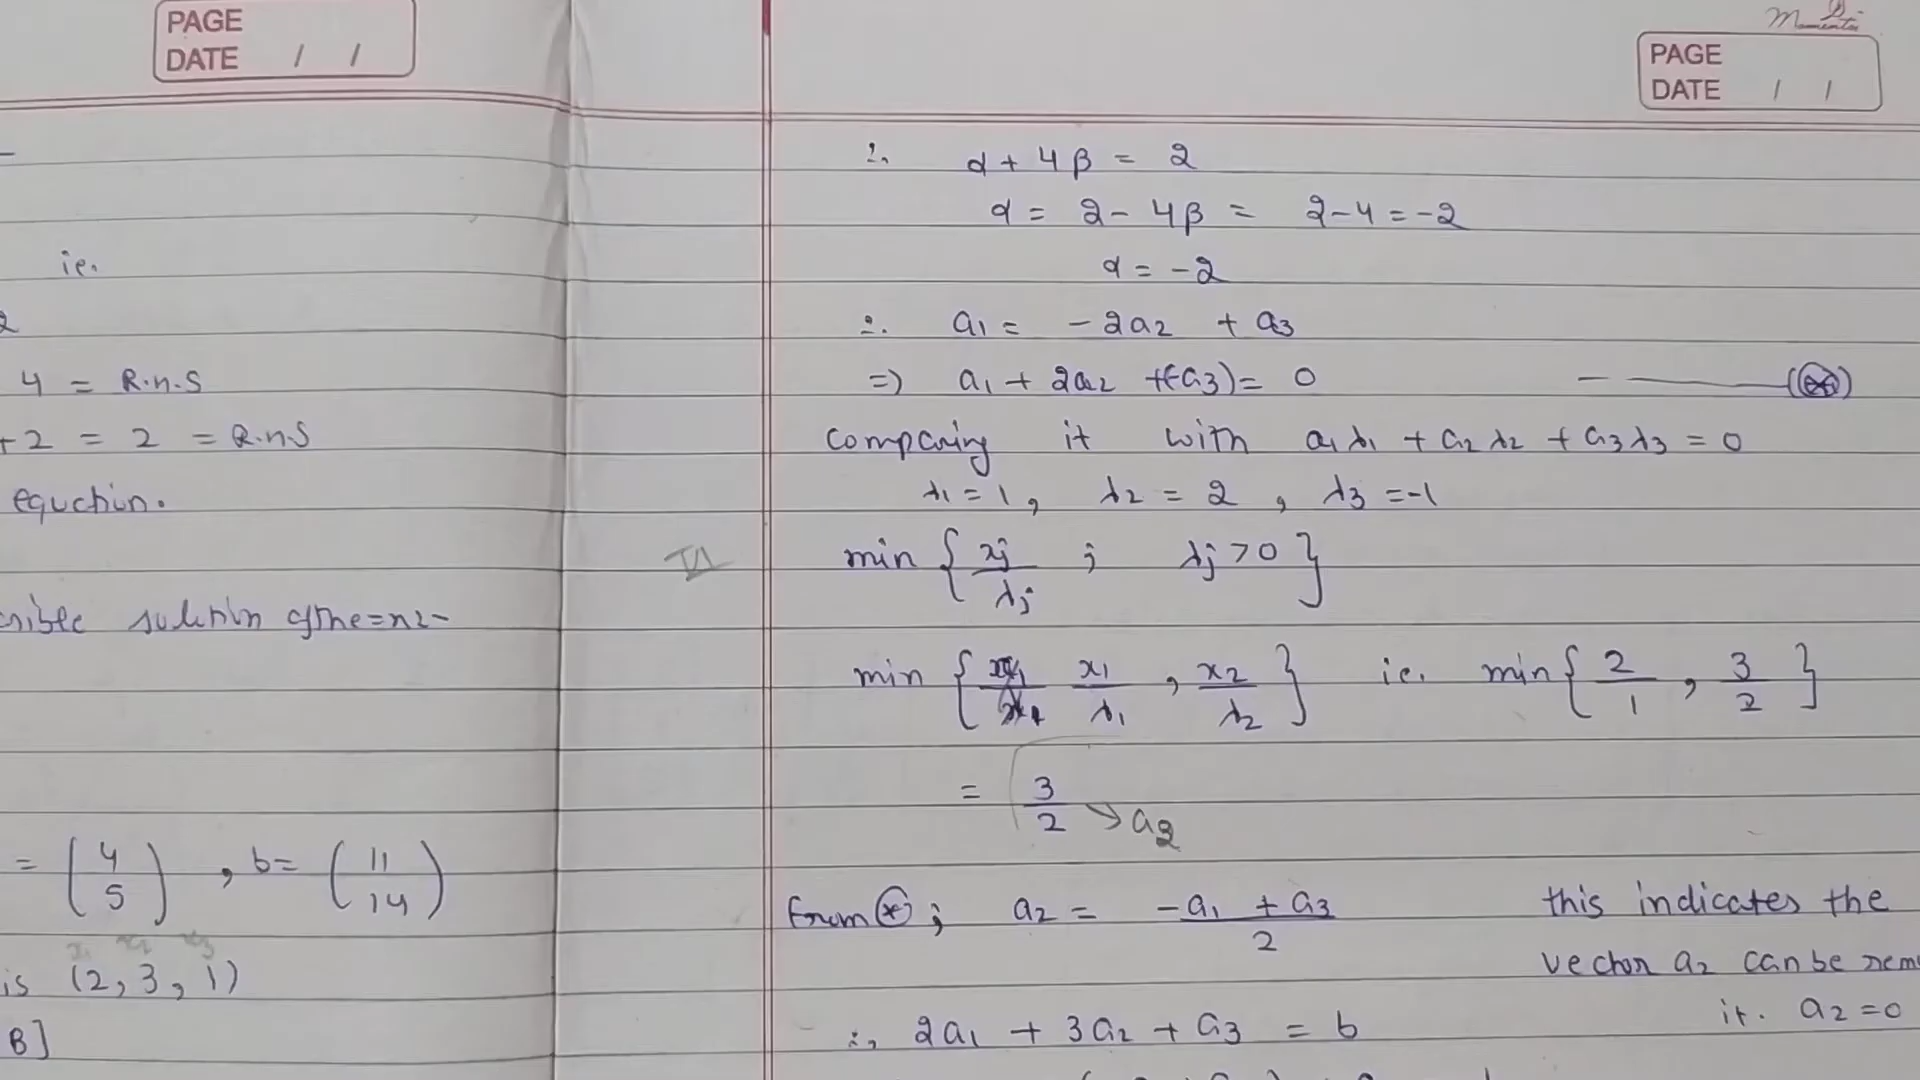 PAGE
DATE / /
ie.
2
4 = R.H.S
+2 = 2 = R.H.S
equation.
solution of the
= (4 5) , b = (11 14)
x1 x2 x3
is (2, 3, 1)
B]
PAGE
DATE / /
∴ α + 4β = 2
α = 2 - 4β = 2-4 = -2
α = -2
∴ a1 = -2a2 + a3
⇒ a1 + 2a2 +(-a3) = 0 — (*)
comparing it with a1λ1 + a2λ2 + a3λ3 = 0
λ1 = 1, λ2 = 2, λ3 = -1
min { xj/λj ; λj > 0 }
min { x1/λ1 , x2/λ2 } ie. min { 2/1 , 3/2 }
= 3/2 → a2
from (*) ; a2 = (-a1 + a3)/2 this indicates the
vector a2 can be
a2 = 0
∴ 2a1 + 3a2 + a3 = b